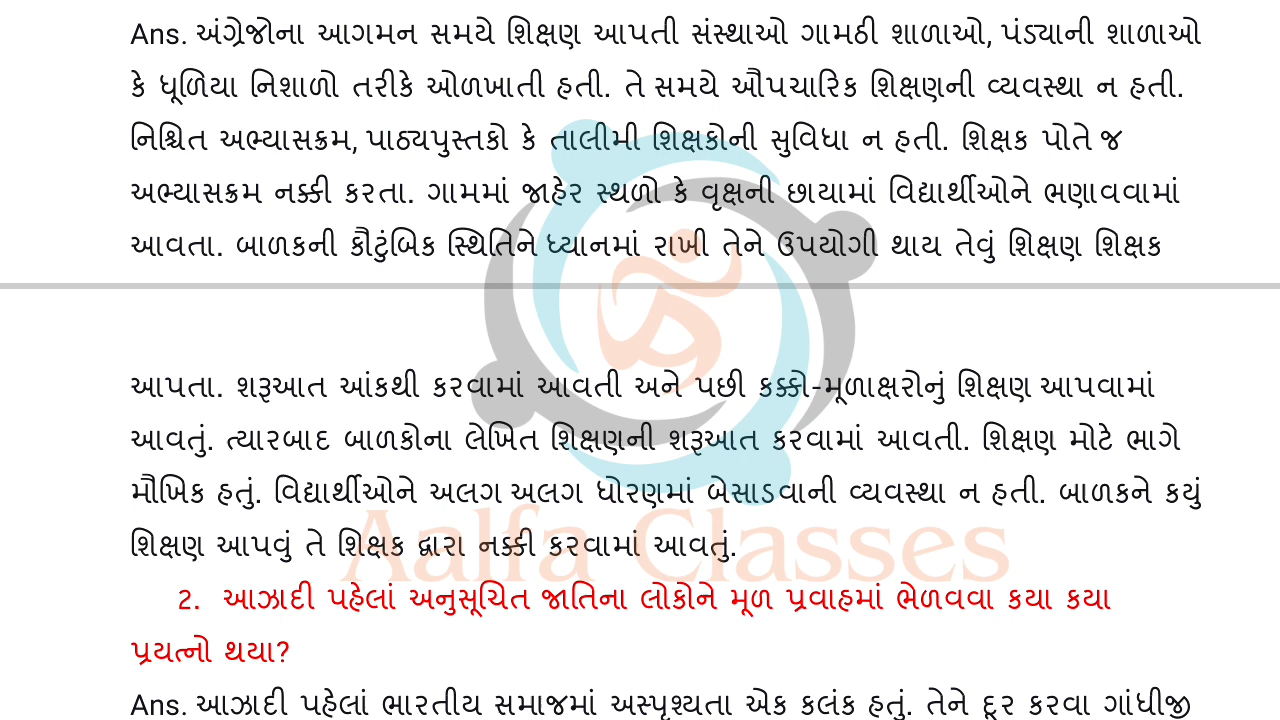 Ans. અંગ્રેજોના આગમન સમયે શિક્ષણ આપતી સંસ્થાઓ ગામઠી શાળાઓ, પંડ્યાની શાળાઓ
કે ધૂળિયા નિશાળો તરીકે ઓળખાતી હતી. તે સમયે ઔપચારિક શિક્ષણની વ્યવસ્થા ન હતી.
નિશ્ચિત અભ્યાસક્રમ, પાઠ્યપુસ્તકો કે તાલીમી શિક્ષકોની સુવિધા ન હતી. શિક્ષક પોતે જ
અભ્યાસક્રમ નક્કી કરતા. ગામમાં જાહેર સ્થળો કે વૃક્ષની છાયામાં વિદ્યાર્થીઓને ભણાવવામાં
આવતા. બાળકની કૌટુંબિક સ્થિતિને ધ્યાનમાં રાખી તેને ઉપયોગી થાય તેવું શિક્ષણ શિક્ષક
ૐ
આપતા. શરૂઆત આંકથી કરવામાં આવતી અને પછી કક્કો-મૂળાક્ષરોનું શિક્ષણ આપવામાં
આવતું. ત્યારબાદ બાળકોના લેખિત શિક્ષણની શરૂઆત કરવામાં આવતી. શિક્ષણ મોટે ભાગે
મૌખિક હતું. વિદ્યાર્થીઓને અલગ અલગ ધોરણમાં બેસાડવાની વ્યવસ્થા ન હતી. બાળકને કયું
શિક્ષણ આપવું તે શિક્ષક દ્વારા નક્કી કરવામાં આવતું.
Aalfa Classes
2. આઝાદી પહેલાં અનુસૂચિત જાતિના લોકોને મૂળ પ્રવાહમાં ભેળવવા કયા કયા
પ્રયત્નો થયા?
Ans. આઝાદી પહેલાં ભારતીય સમાજમાં અસ્પૃશ્યતા એક કલંક હતું. તેને દૂર કરવા ગાંધીજી